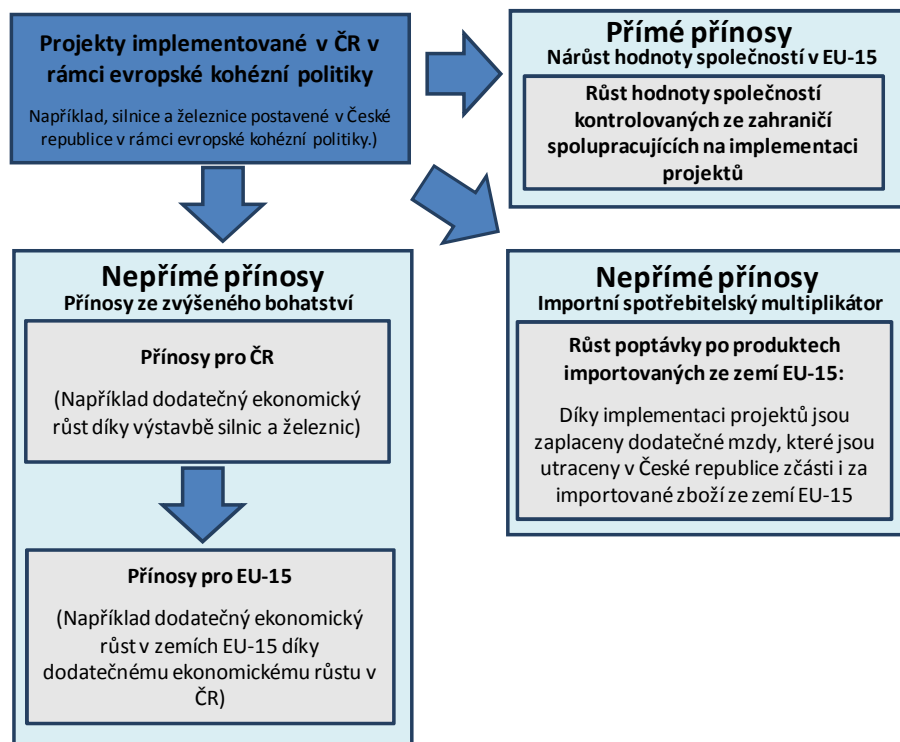 Projekty implementované v ČR v
rámci evropské kohézní politiky
Například, silnice a železnice postavené v České
republice v rámci evropské kohézní politiky.)
Přímé přínosy
Nárůst hodnoty společností v EU-15
Růst hodnoty společností
kontrolovaných ze zahraničí
spolupracujících na implementaci
projektů
Nepřímé přínosy
Přínosy ze zvýšeného bohatství
Přínosy pro ČR
(Například dodatečný ekonomický
růst díky výstavbě silnic a železnic)
Přínosy pro EU-15
(Například dodatečný ekonomický
růst v zemích EU-15 díky
dodatečnému ekonomickému růstu v
ČR)
Nepřímé přínosy
Importní spotřebitelský multiplikátor
Růst poptávky po produktech
importovaných ze zemí EU-15:
Díky implementaci projektů jsou
zaplaceny dodatečné mzdy, které jsou
utraceny v České republice zčásti i za
importované zboží ze zemí EU-15